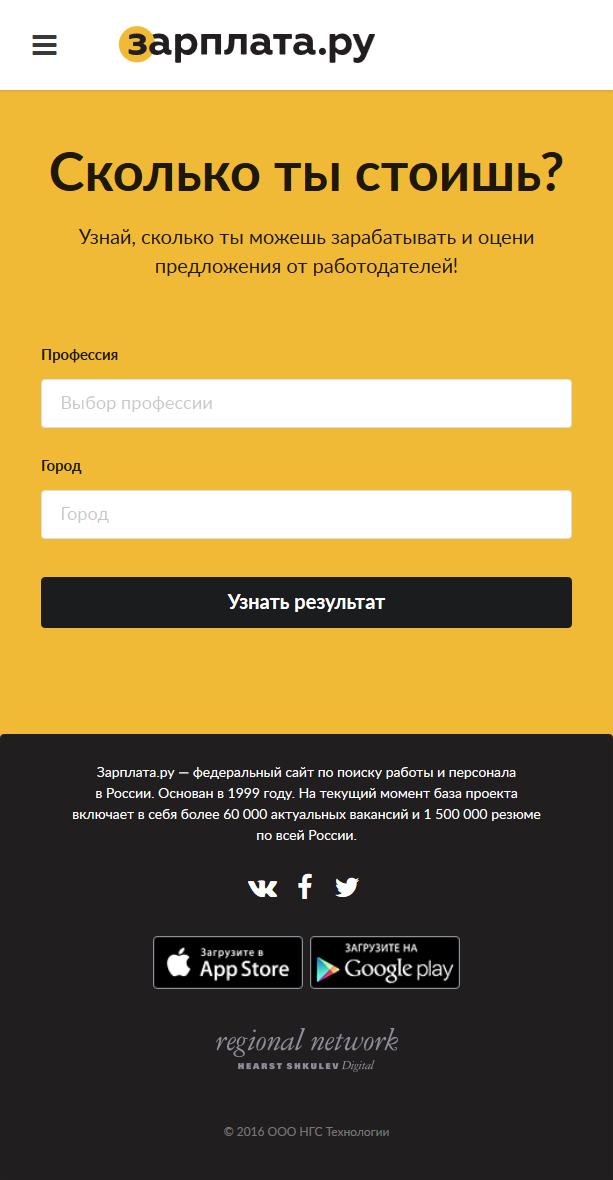 зарплата.ру
Сколько ты стоишь?
Узнай, сколько ты можешь зарабатывать и оцени
предложения от работодателей!
Профессия
Выбор профессии
Город
Город
Узнать результат
Зарплата.ру — федеральный сайт по поиску работы и персонала
в России. Основан в 1999 году. На текущий момент база проекта
включает в себя более 60 000 актуальных вакансий и 1 500 000 резюме
по всей России.
Загрузите в
App Store
ЗАГРУЗИТЕ НА
Google play
regional network
HEARST SHKULEV Digital
© 2016 ООО НГС Технологии